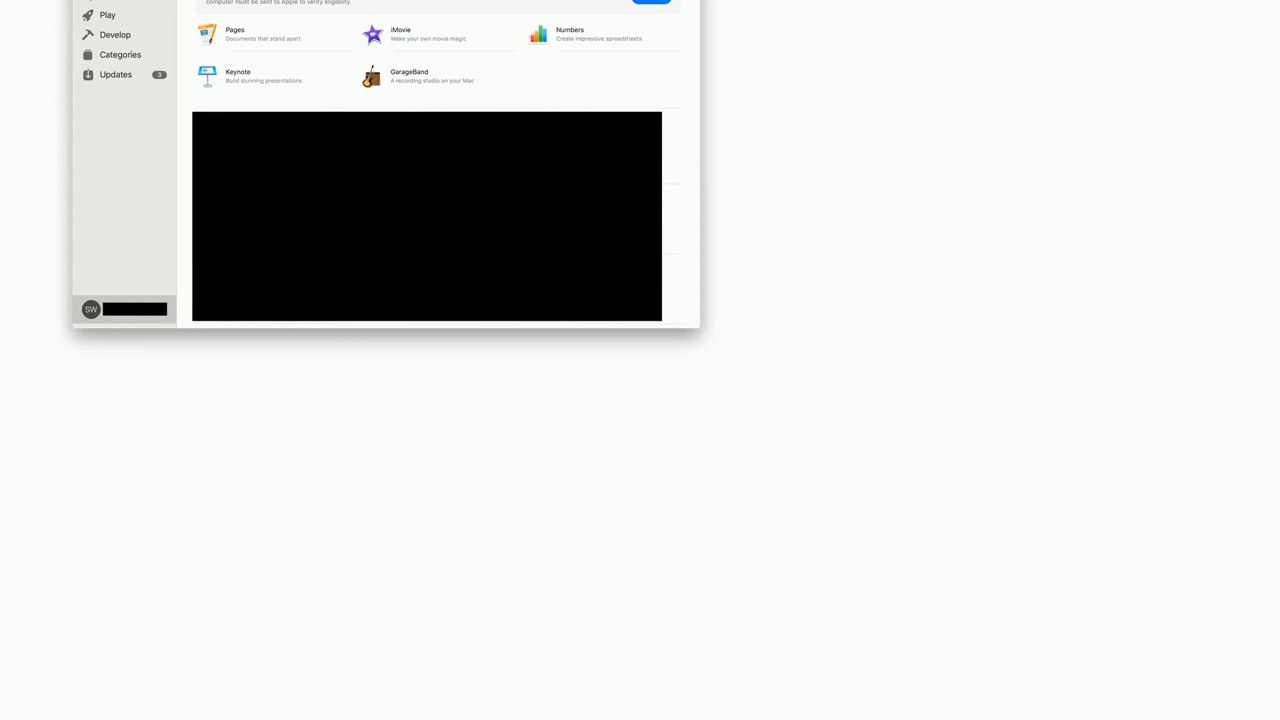 computer must be sent to Apple to verify eligibility.
Play
Develop
Categories
Updates 3
Pages
Documents that stand apart
iMovie
Make your own movie magic
Numbers
Create impressive spreadsheets
Keynote
Build stunning presentations
GarageBand
A recording studio on your Mac
SW